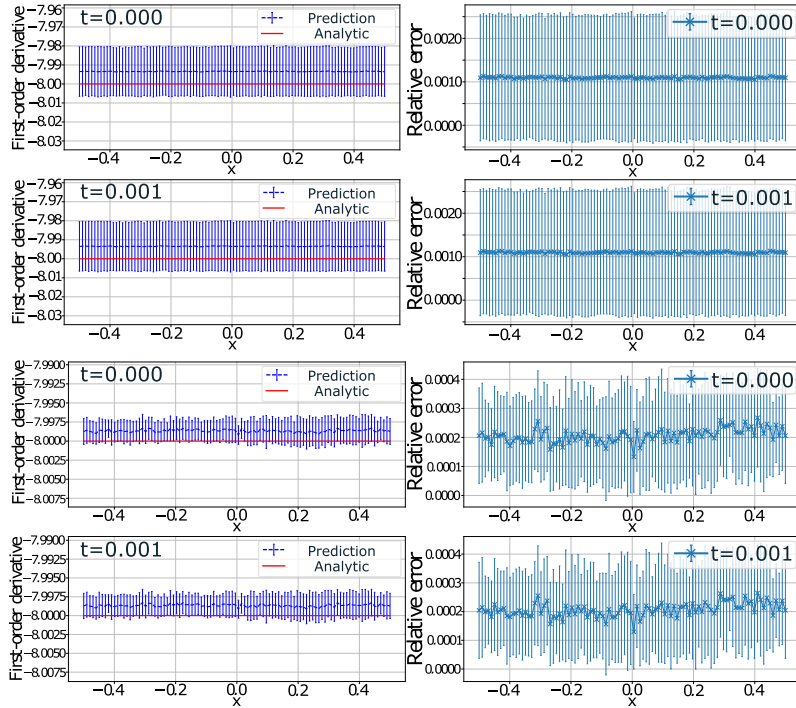 t=0.000
Prediction
Analytic
First-order derivative
−7.96
−7.97
−7.98
−7.99
−8.00
−8.01
−8.02
−8.03
−0.4 −0.2 0.0 0.2 0.4
x
t=0.000
Relative error
0.0020
0.0010
0.0000
−0.4 −0.2 0.0 0.2 0.4
x
t=0.001
Prediction
Analytic
First-order derivative
−7.96
−7.97
−7.98
−7.99
−8.00
−8.01
−8.02
−8.03
−0.4 −0.2 0.0 0.2 0.4
x
t=0.001
Relative error
0.0020
0.0010
0.0000
−0.4 −0.2 0.0 0.2 0.4
x
t=0.000
Prediction
Analytic
First-order derivative
−7.9900
−7.9925
−7.9950
−7.9975
−8.0000
−8.0025
−8.0050
−8.0075
−0.4 −0.2 0.0 0.2 0.4
x
t=0.000
Relative error
0.0004
0.0003
0.0002
0.0001
0.0000
−0.4 −0.2 0.0 0.2 0.4
x
t=0.001
Prediction
Analytic
First-order derivative
−7.9900
−7.9925
−7.9950
−7.9975
−8.0000
−8.0025
−8.0050
−8.0075
−0.4 −0.2 0.0 0.2 0.4
x
t=0.001
Relative error
0.0004
0.0003
0.0002
0.0001
0.0000
−0.4 −0.2 0.0 0.2 0.4
x